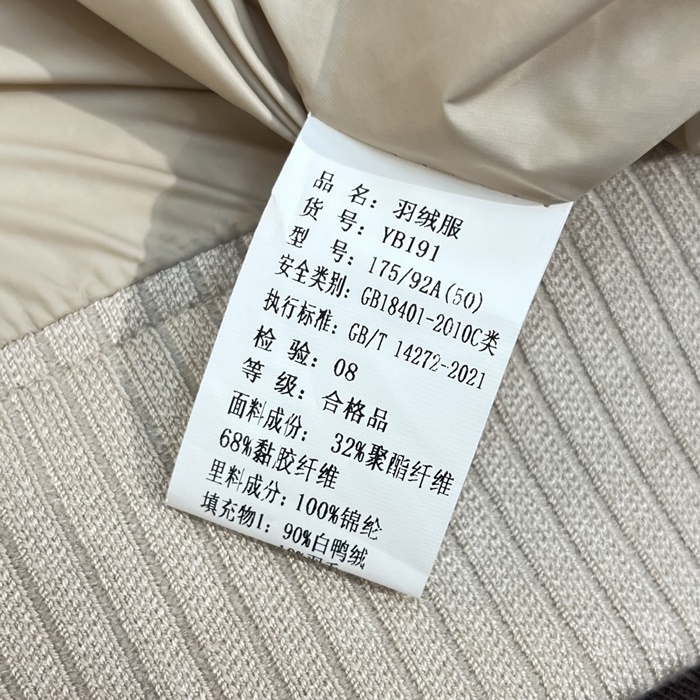 品 名：羽绒服
货 号：YB191
型 号：175/92A(50)
安全类别：GB18401-2010C类
执行标准：GB/T 14272-2021
检 验：08
等 级：合格品
面料成份： 32%聚酯纤维
68%黏胶纤维
里料成分：100%锦纶
填充物1：90%白鸭绒